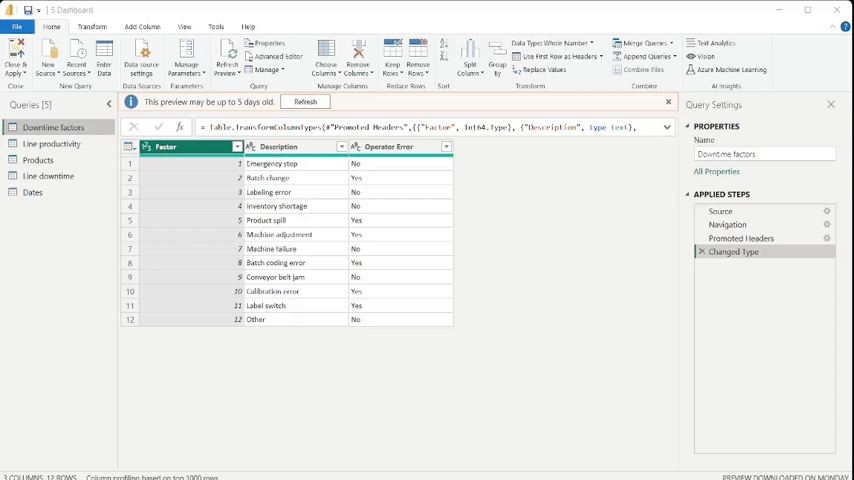 5 Dashboard
File Home Transform Add Column View Tools Help
Close & Apply New Source Recent Sources Enter Data Data source settings Manage Parameters Refresh Preview Properties Advanced Editor Manage Choose Columns Remove Columns Keep Rows Remove Rows Split Column Group By Data Type: Whole Number Use First Row as Headers Replace Values Merge Queries Append Queries Combine Files Text Analytics Vision Azure Machine Learning
Close New Query Data Sources Parameters Query Manage Columns Reduce Rows Sort Transform Combine AI Insights
Queries [5]
Downtime factors
Line productivity
Products
Line downtime
Dates
This preview may be up to 5 days old. Refresh
= Table.TransformColumnTypes(#"Promoted Headers",{{"Factor", Int64.Type}, {"Description", type text},
Factor Description Operator Error
1 1 Emergency stop No
2 2 Batch change Yes
3 3 Labeling error No
4 4 Inventory shortage No
5 5 Product spill Yes
6 6 Machine adjustment Yes
7 7 Machine failure No
8 8 Batch coding error Yes
9 9 Conveyor belt jam No
10 10 Calibration error Yes
11 11 Label switch Yes
12 12 Other No
Query Settings
PROPERTIES
Name
Downtime factors
All Properties
APPLIED STEPS
Source
Navigation
Promoted Headers
Changed Type
3 COLUMNS, 12 ROWS Column profiling based on top 1000 rows
PREVIEW DOWNLOADED ON MONDAY